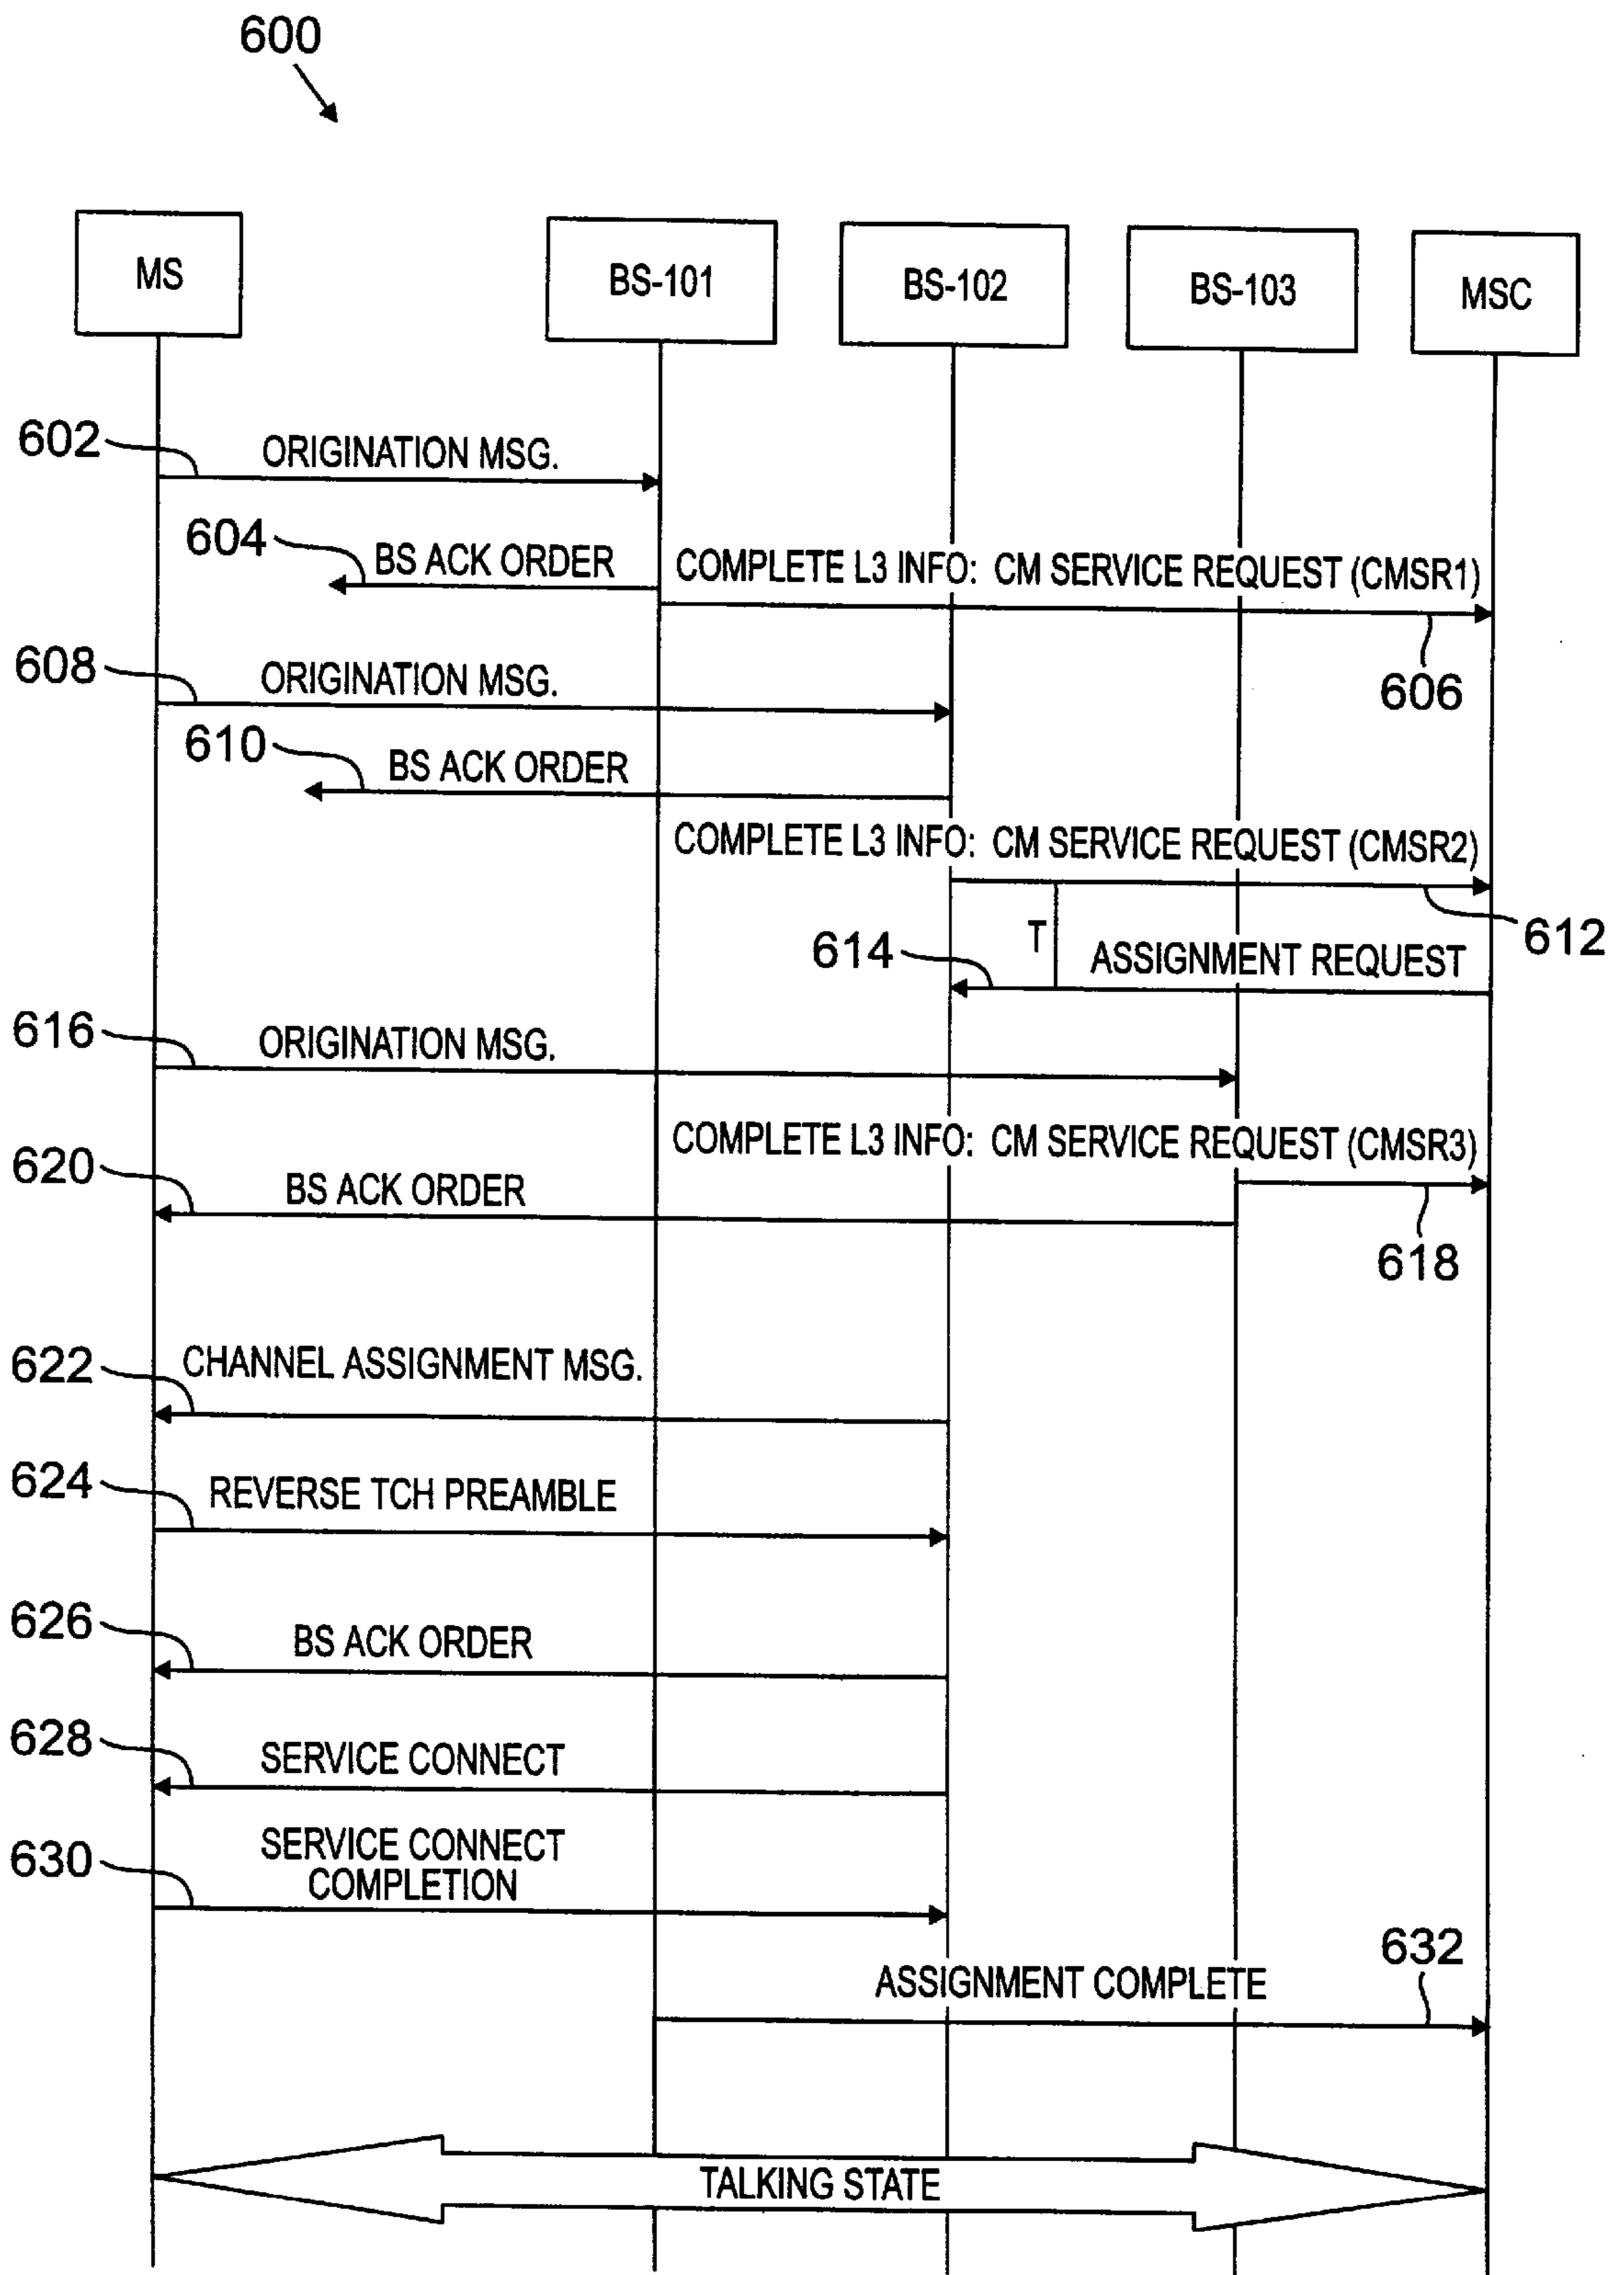 600
MS
BS-101
BS-102
BS-103
MSC
602
ORIGINATION MSG.
604
BS ACK ORDER
COMPLETE L3 INFO: CM SERVICE REQUEST (CMSR1)
606
608
ORIGINATION MSG.
610
BS ACK ORDER
COMPLETE L3 INFO: CM SERVICE REQUEST (CMSR2)
612
T
614
ASSIGNMENT REQUEST
616
ORIGINATION MSG.
COMPLETE L3 INFO: CM SERVICE REQUEST (CMSR3)
618
620
BS ACK ORDER
622
CHANNEL ASSIGNMENT MSG.
624
REVERSE TCH PREAMBLE
626
BS ACK ORDER
628
SERVICE CONNECT
630
SERVICE CONNECT
COMPLETION
632
ASSIGNMENT COMPLETE
TALKING STATE